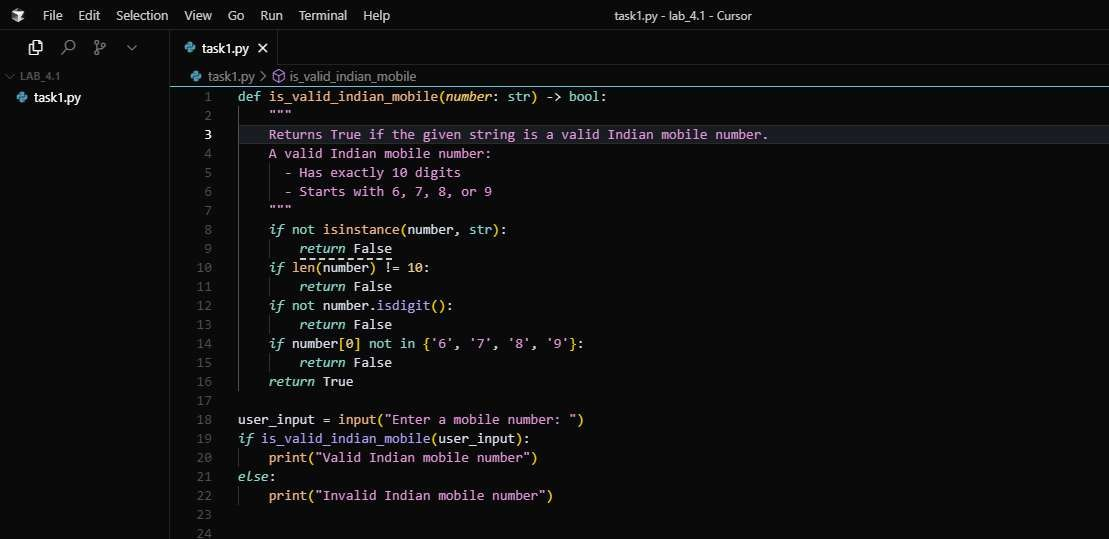 File Edit Selection View Go Run Terminal Help task1.py - lab_4.1 - Cursor
task1.py
task1.py > is_valid_indian_mobile
LAB_4.1
task1.py
1 def is_valid_indian_mobile(number: str) -> bool:
2     """
3     Returns True if the given string is a valid Indian mobile number.
4     A valid Indian mobile number:
5       - Has exactly 10 digits
6       - Starts with 6, 7, 8, or 9
7     """
8     if not isinstance(number, str):
9         return False
10     if len(number) != 10:
11         return False
12     if not number.isdigit():
13         return False
14     if number[0] not in {'6', '7', '8', '9'}:
15         return False
16     return True
17
18 user_input = input("Enter a mobile number: ")
19 if is_valid_indian_mobile(user_input):
20     print("Valid Indian mobile number")
21 else:
22     print("Invalid Indian mobile number")
23
24